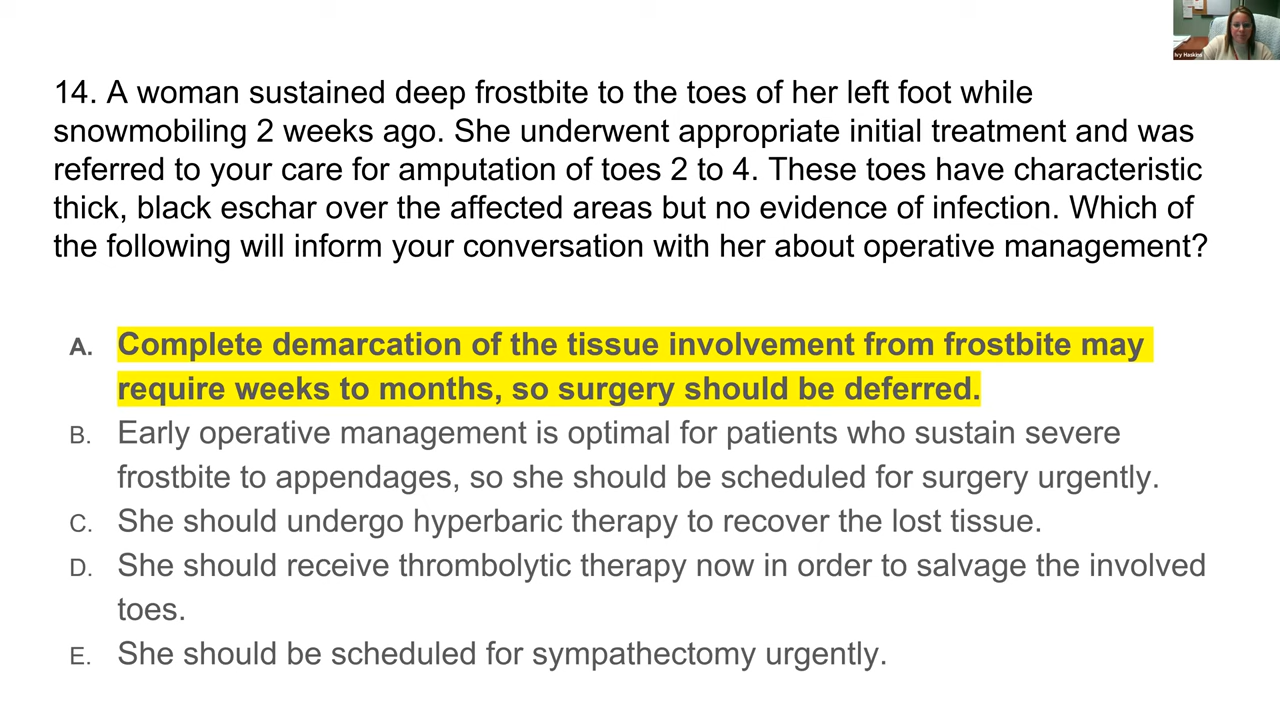 Ivy Haskins
14. A woman sustained deep frostbite to the toes of her left foot while
snowmobiling 2 weeks ago. She underwent appropriate initial treatment and was
referred to your care for amputation of toes 2 to 4. These toes have characteristic
thick, black eschar over the affected areas but no evidence of infection. Which of
the following will inform your conversation with her about operative management?
A. Complete demarcation of the tissue involvement from frostbite may
require weeks to months, so surgery should be deferred.
B. Early operative management is optimal for patients who sustain severe
frostbite to appendages, so she should be scheduled for surgery urgently.
C. She should undergo hyperbaric therapy to recover the lost tissue.
D. She should receive thrombolytic therapy now in order to salvage the involved
toes.
E. She should be scheduled for sympathectomy urgently.